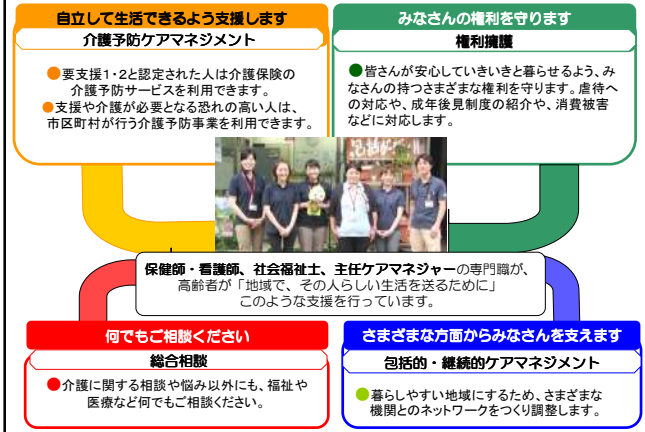 自立して生活できるよう支援します
介護予防ケアマネジメント
●要支援1・2と認定された人は介護保険の
介護予防サービスを利用できます。
●支援や介護が必要となる恐れの高い人は、
市区町村が行う介護予防事業を利用できます。
みなさんの権利を守ります
権利擁護
●皆さんが安心していきいきと暮らせるよう、み
なさんの持つさまざまな権利を守ります。虐待へ
の対応や、成年後見制度の紹介や、消費被害
などに対応します。
保健師・看護師、社会福祉士、主任ケアマネジャーの専門職が、
高齢者が「地域で、その人らしい生活を送るために」
このような支援を行っています。
何でもご相談ください
総合相談
●介護に関する相談や悩み以外にも、福祉や
医療など何でもご相談ください。
さまざまな方面からみなさんを支えます
包括的・継続的ケアマネジメント
●暮らしやすい地域にするため、さまざまな
機関とのネットワークをつくり調整します。